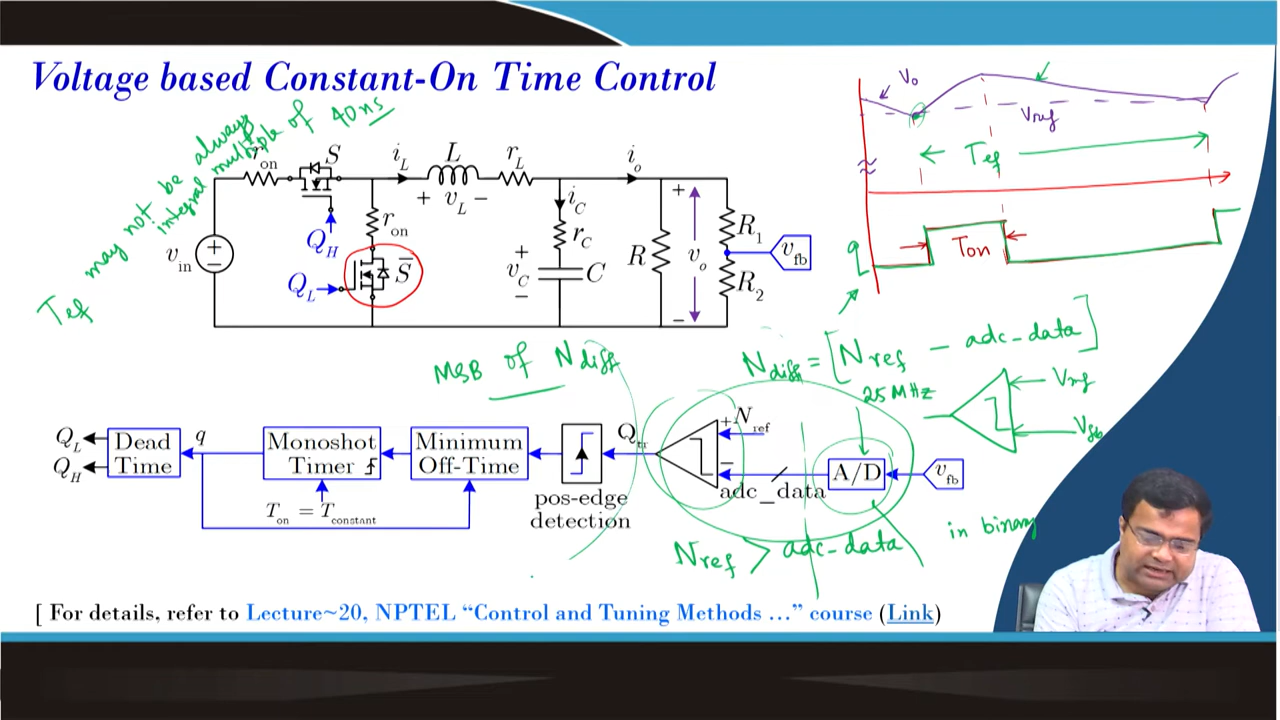 Voltage based Constant-On Time Control
Tef may not be always
integral multiple of 40ns
r_on
S
i_L
L
r_L
i_o
+ v_L −
i_C
r_C
R_1
v_in
+
−
Q_H
r_on
Q_L
S̄
+
v_C
−
C
R
+
v_o
−
v_fb
R_2
V_o
V_ref
Tef
q
Ton
MSB of N_diff
N_diff = [N_ref − adc-data]
25 MHz
V_ref
V_fb
Q_L
Q_H
Dead
Time
q
Monoshot
Timer
T_on = T_constant
Minimum
Off-Time
pos-edge
detection
Q_tr
+
N_ref
−
adc_data
A/D
v_fb
N_ref > adc-data
in binary
[ For details, refer to Lecture~20, NPTEL “Control and Tuning Methods ...” course (Link)